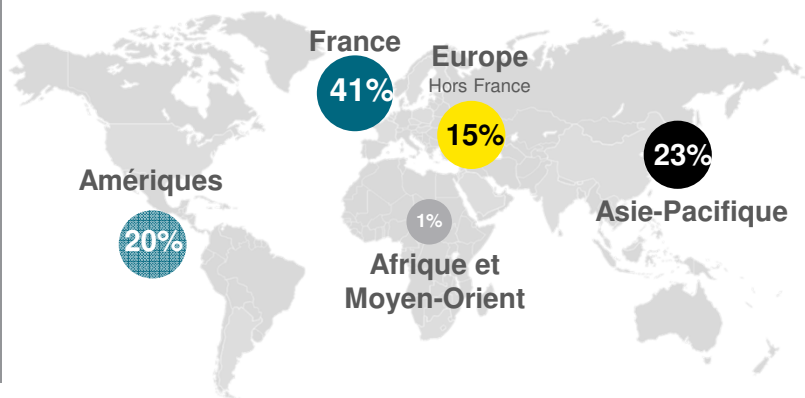 France
41%
Europe
Hors France
15%
23%
Asie-Pacifique
Amériques
20%
1%
Afrique et
Moyen-Orient